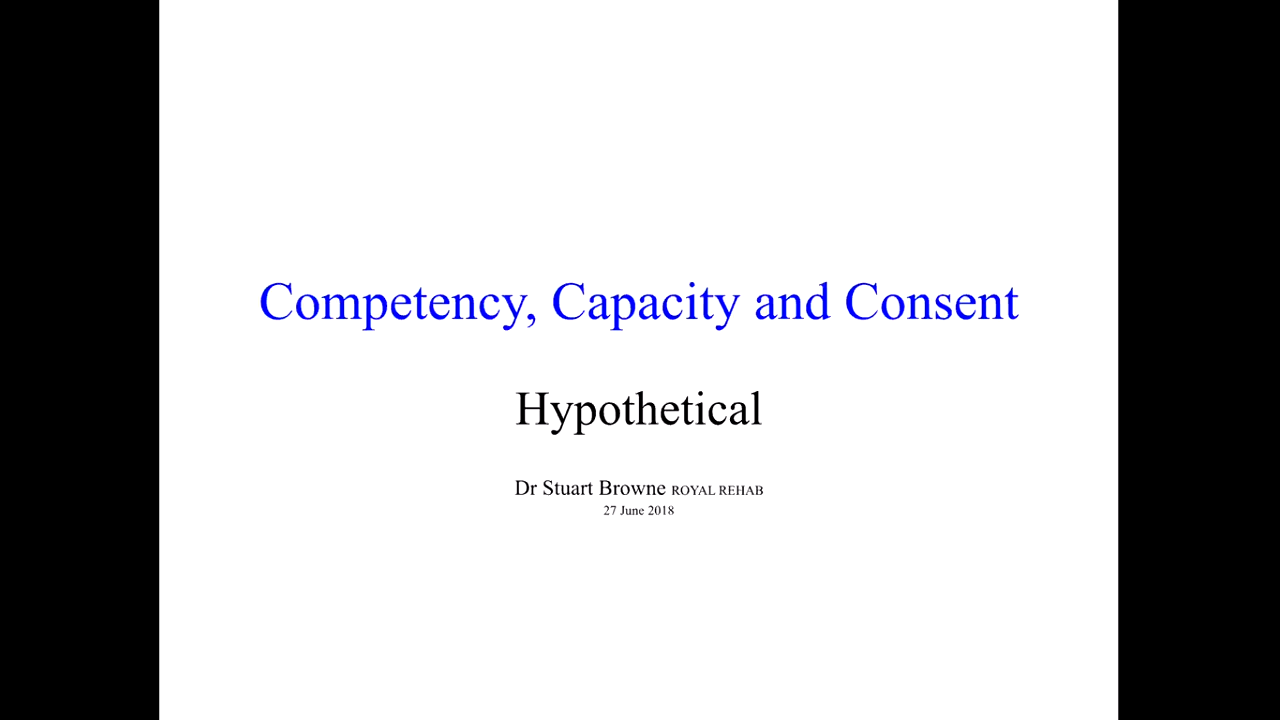 Competency, Capacity and Consent
Hypothetical
Dr Stuart Browne ROYAL REHAB
27 June 2018